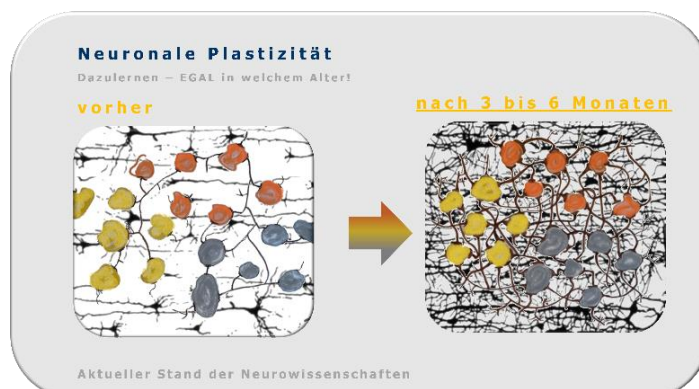 Neuronale Plastizität
Dazulernen – EGAL in welchem Alter!
vorher
nach 3 bis 6 Monaten
Aktueller Stand der Neurowissenschaften